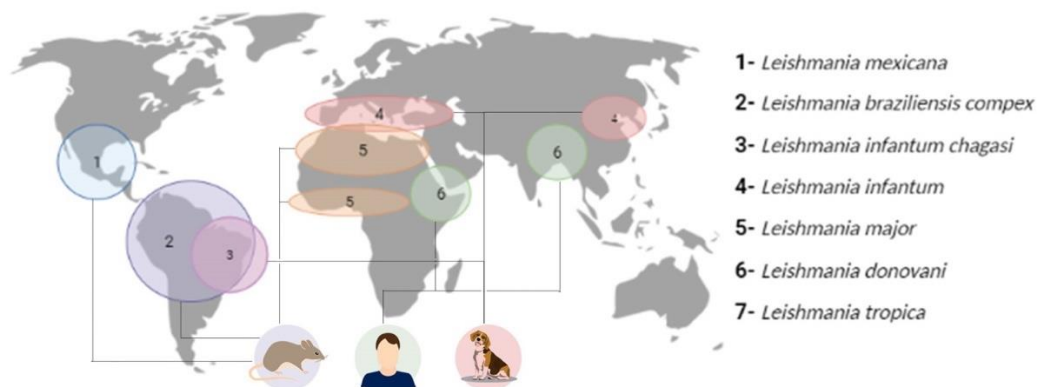 1- Leishmania mexicana
2- Leishmania braziliensis compex
3- Leishmania infantum chagasi
4- Leishmania infantum
5- Leishmania major
6- Leishmania donovani
7- Leishmania tropica
4
4
5
1
6
6
5
2
3